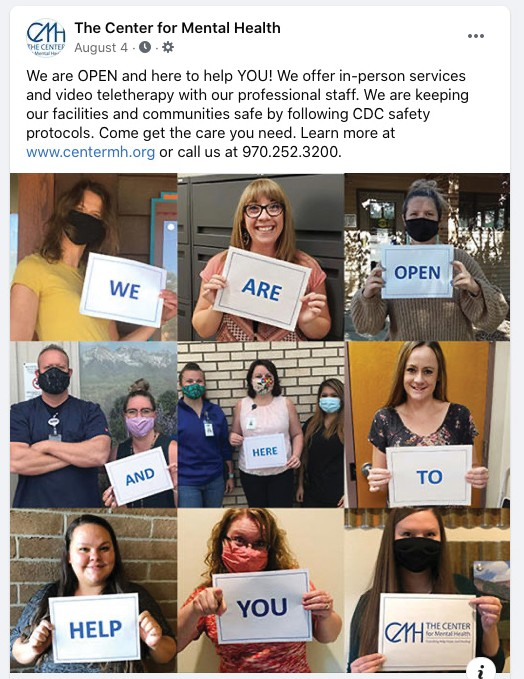 CMH
THE CENTER
for Mental Health
The Center for Mental Health
August 4
We are OPEN and here to help YOU! We offer in-person services
and video teletherapy with our professional staff. We are keeping
our facilities and communities safe by following CDC safety
protocols. Come get the care you need. Learn more at
www.centermh.org or call us at 970.252.3200.
WE
ARE
OPEN
AND
HERE
TO
HELP
YOU
CMH THE CENTER
for Mental Health
i